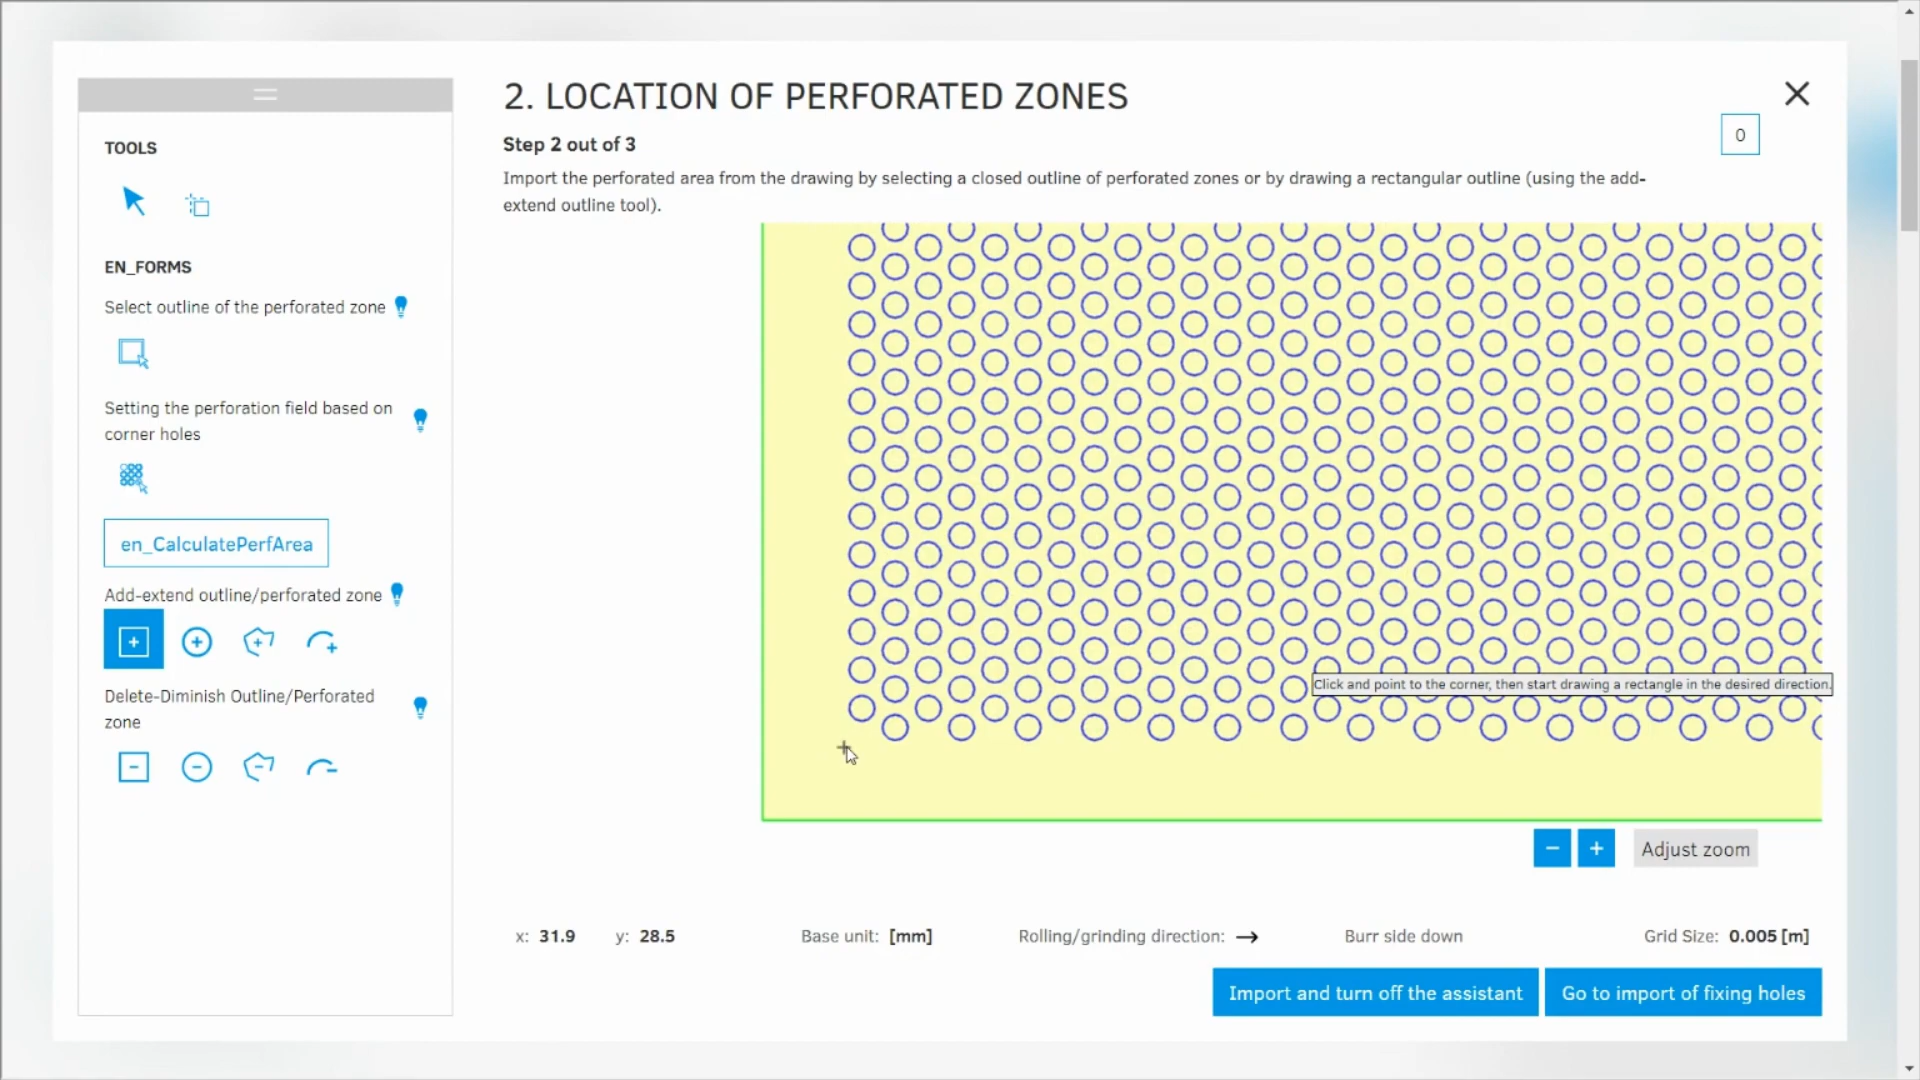 2. LOCATION OF PERFORATED ZONES
0
Step 2 out of 3
Import the perforated area from the drawing by selecting a closed outline of perforated zones or by drawing a rectangular outline (using the add-
extend outline tool).
TOOLS
EN_FORMS
Select outline of the perforated zone
Setting the perforation field based on
corner holes
en_CalculatePerfArea
Add-extend outline/perforated zone
Delete-Diminish Outline/Perforated
zone
Click and point to the corner, then start drawing a rectangle in the desired direction.
Adjust zoom
x: 31.9 y: 28.5 Base unit: [mm] Rolling/grinding direction: → Burr side down Grid Size: 0.005 [m]
Import and turn off the assistant
Go to import of fixing holes